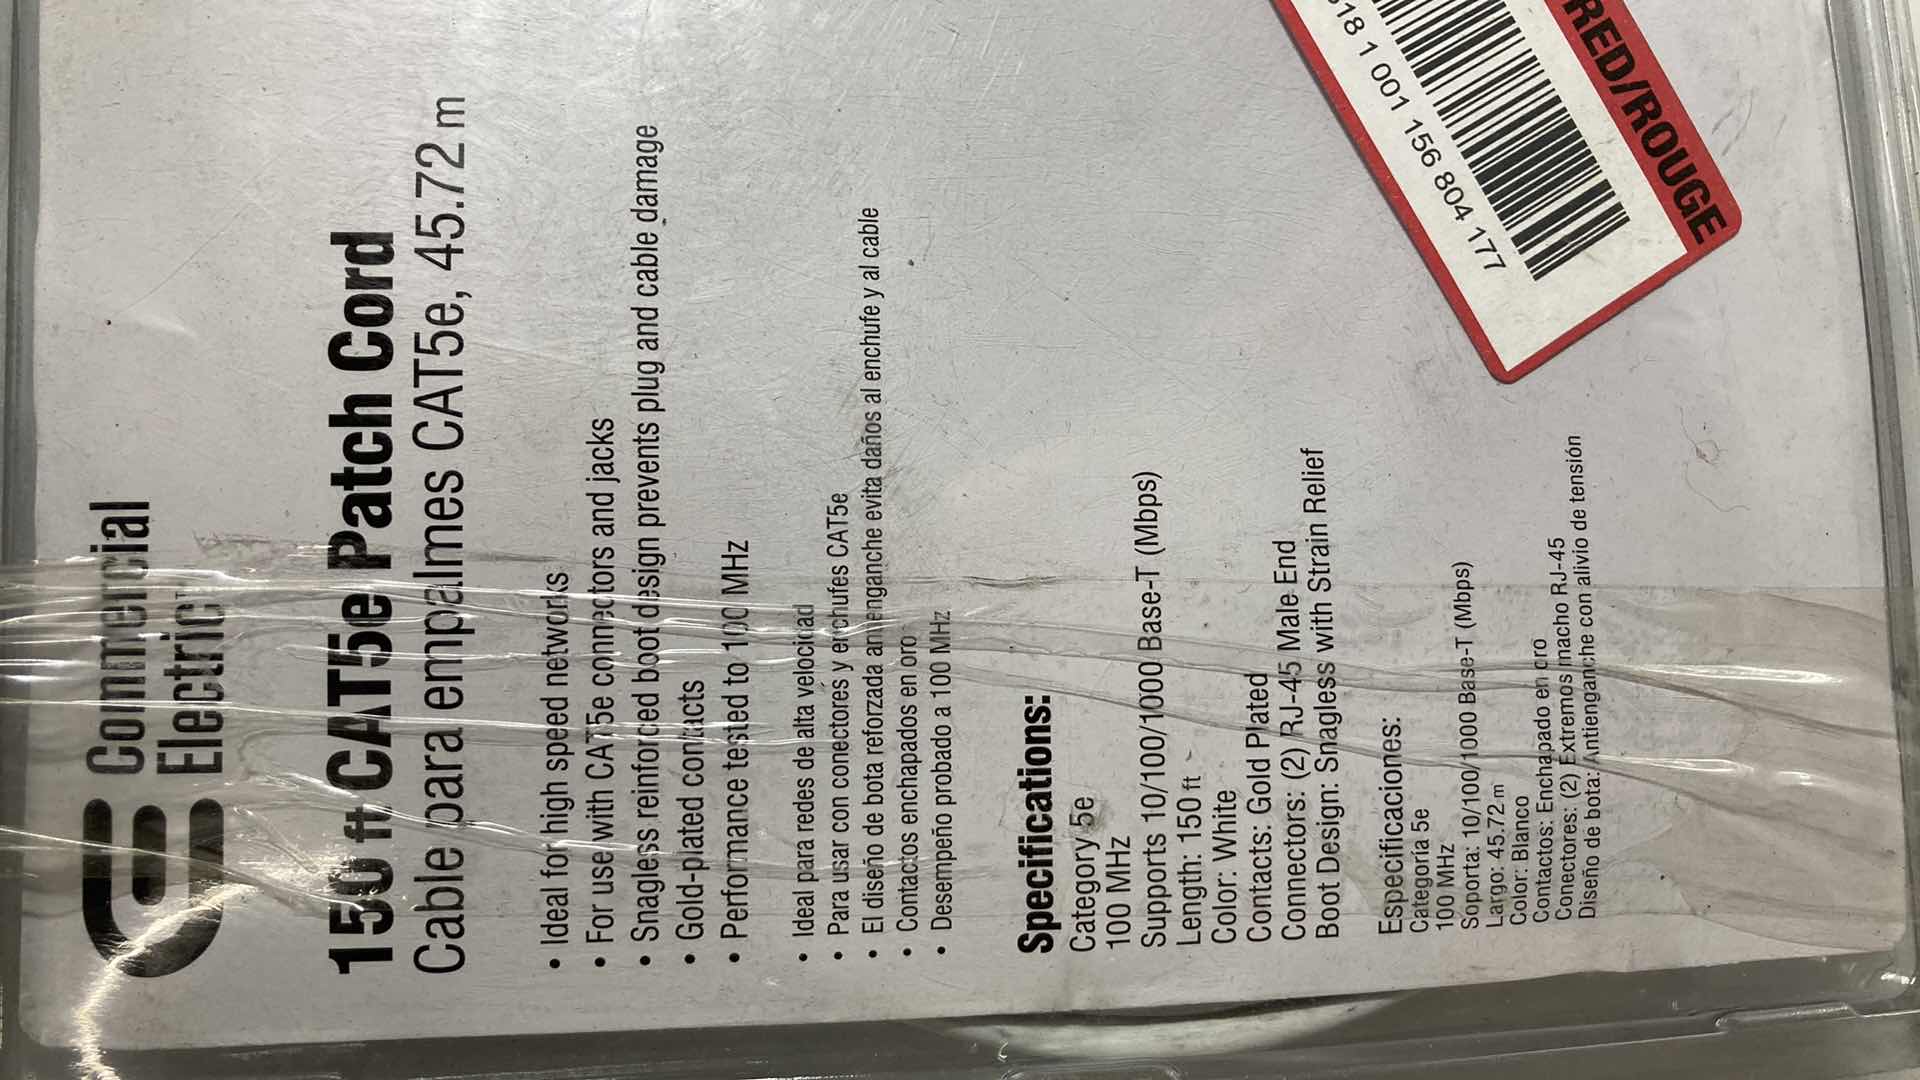 Commercial
Electric™
150 ft CAT5e Patch Cord
Cable para empalmes CAT5e, 45.72 m
• Ideal for high speed networks
• For use with CAT5e connectors and jacks
• Snagless reinforced boot design prevents plug and cable damage
• Gold-plated contacts
• Performance tested to 100 MHz
• Ideal para redes de alta velocidad
• Para usar con conectores y enchufes CAT5e
• El diseño de bota reforzada antienganche evita daños al enchufe y al cable
• Contactos enchapados en oro
• Desempeño probado a 100 MHz
Specifications:
Category 5e
100 MHz
Supports 10/100/1000 Base-T (Mbps)
Length: 150 ft
Color: White
Contacts: Gold Plated
Connectors: (2) RJ-45 Male End
Boot Design: Snagless with Strain Relief
Especificaciones:
Categoría 5e
100 MHz
Soporta: 10/100/1000 Base-T (Mbps)
Largo: 45.72 m
Color: Blanco
Contactos: Enchapado en oro
Conectores: (2) Extremos macho RJ-45
Diseño de bota: Antienganche con alivio de tensión
18 1 001 156 804 177
RED/ROUGE